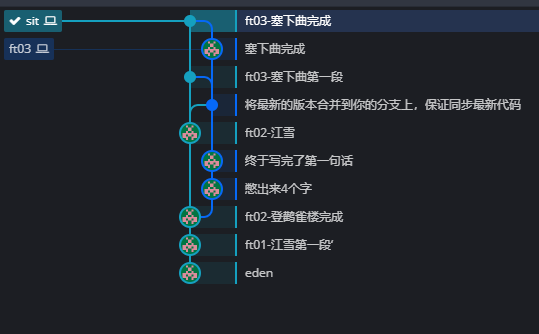 sit ft03-塞下曲完成
ft03 塞下曲完成
ft03-塞下曲第一段
将最新的版本合并到你的分支上，保证同步最新代码
ft02-江雪
终于写完了第一句话
憋出来4个字
ft02-登鹳雀楼完成
ft01-江雪第一段‘
eden